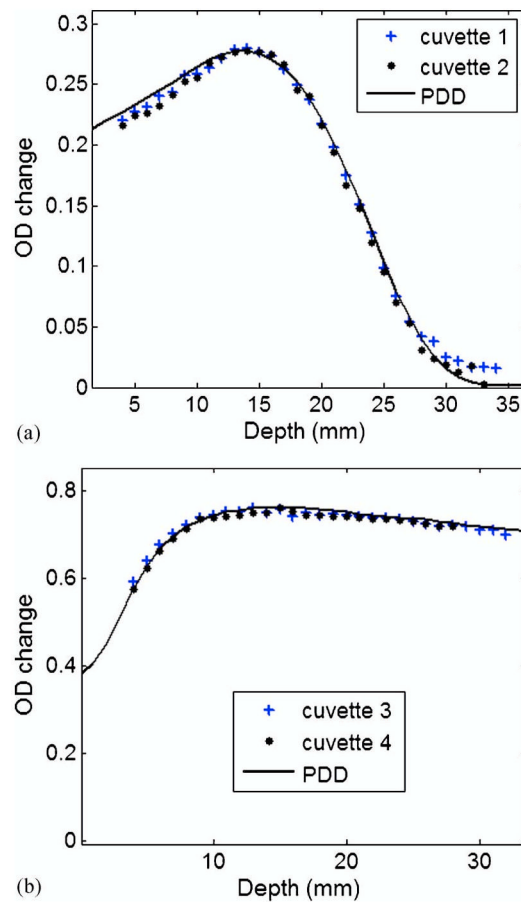 0.3
0.25
0.2
0.15
0.1
0.05
0
OD change
cuvette 1
cuvette 2
PDD
5 10 15 20 25 30 35
Depth (mm)
(a)
0.8
0.6
0.4
0.2
0
OD change
cuvette 3
cuvette 4
PDD
10 20 30
Depth (mm)
(b)